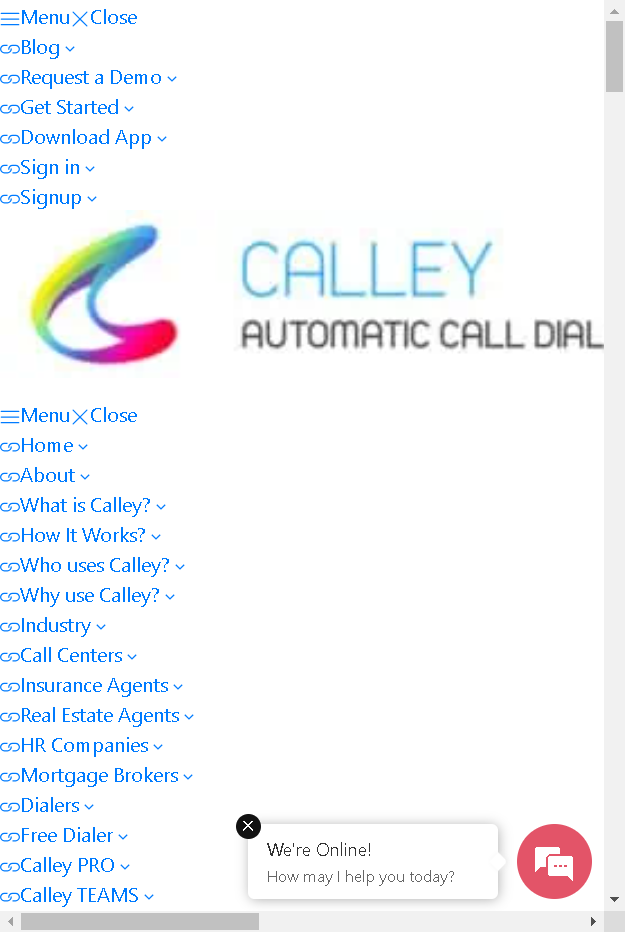 Menu Close
Blog
Request a Demo
Get Started
Download App
Sign in
Signup
CALLEY
AUTOMATIC CALL DIAL
Menu Close
Home
About
What is Calley?
How It Works?
Who uses Calley?
Why use Calley?
Industry
Call Centers
Insurance Agents
Real Estate Agents
HR Companies
Mortgage Brokers
Dialers
Free Dialer
Calley PRO
Calley TEAMS
We're Online!
How may I help you today?